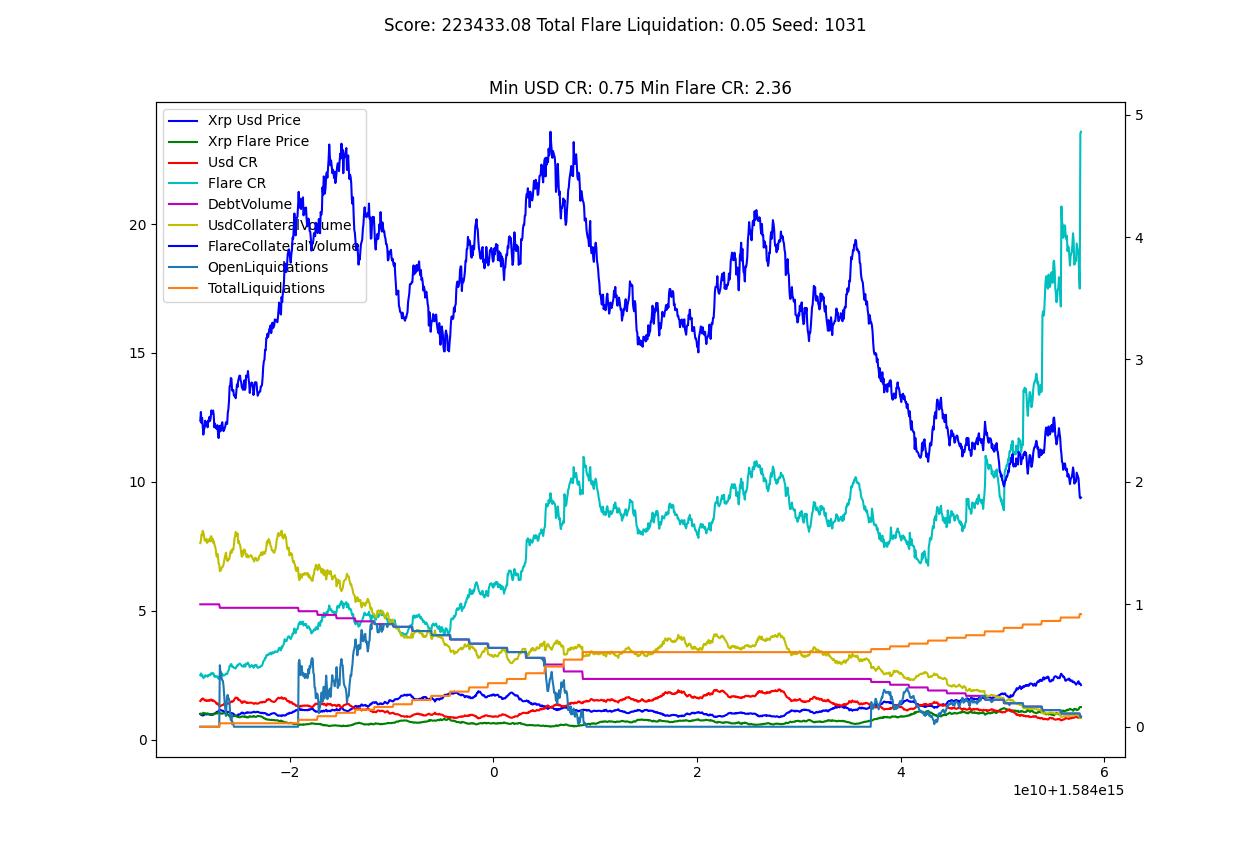 Score: 223433.08 Total Flare Liquidation: 0.05 Seed: 1031
Min USD CR: 0.75 Min Flare CR: 2.36
Xrp Usd Price
Xrp Flare Price
Usd CR
Flare CR
DebtVolume
UsdCollateralVolume
FlareCollateralVolume
OpenLiquidations
TotalLiquidations
20
15
10
5
0
5
4
3
2
1
0
−2 0 2 4 6
1e10+1.584e15